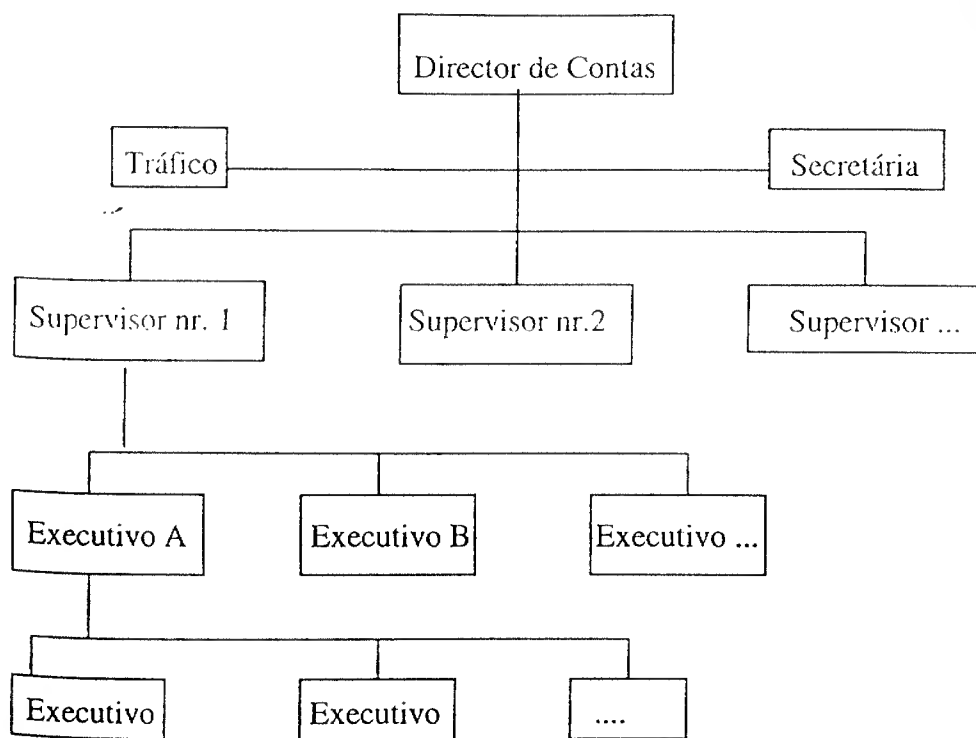 Director de Contas
Tráfico
Secretária
Supervisor nr. 1
Supervisor nr.2
Supervisor ...
Executivo A
Executivo B
Executivo ...
Executivo
Executivo
....